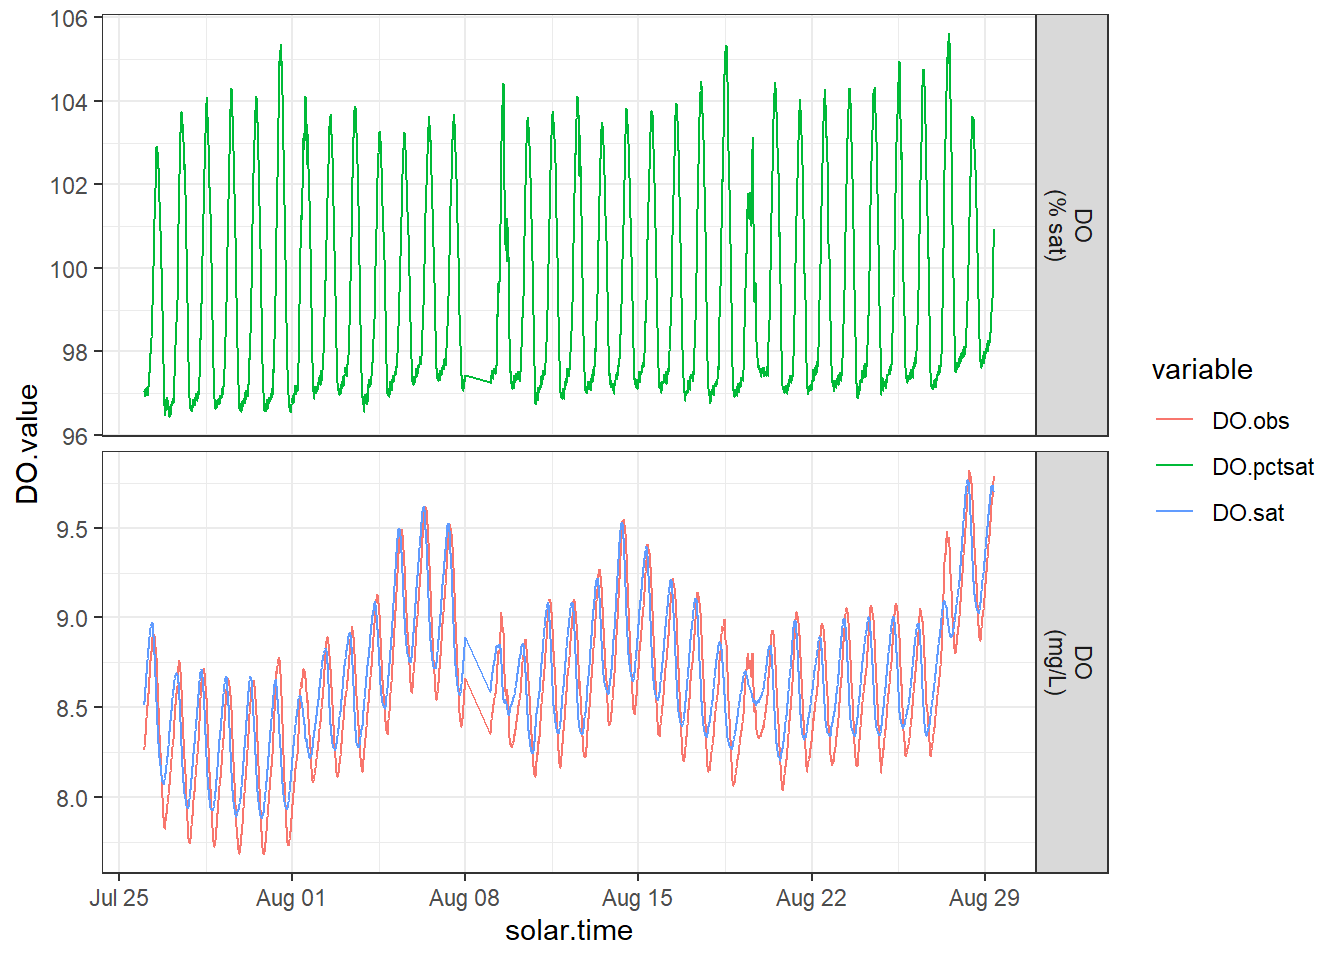 106
104
102
100
98
96
DO
(% sat)
DO.value
9.5
9.0
8.5
8.0
DO
(mg/L)
Jul 25
Aug 01
Aug 08
Aug 15
Aug 22
Aug 29
solar.time
variable
DO.obs
DO.pctsat
DO.sat